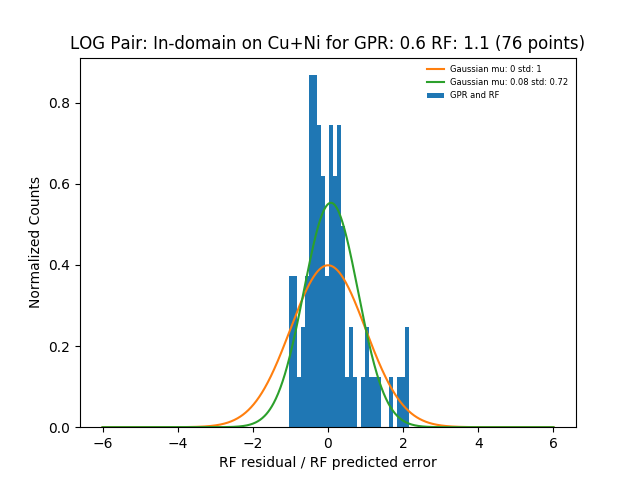 LOG Pair: In-domain on Cu+Ni for GPR: 0.6 RF: 1.1 (76 points)
Gaussian mu: 0 std: 1
Gaussian mu: 0.08 std: 0.72
GPR and RF
Normalized Counts
0.8
0.6
0.4
0.2
0.0
−6 −4 −2 0 2 4 6
RF residual / RF predicted error